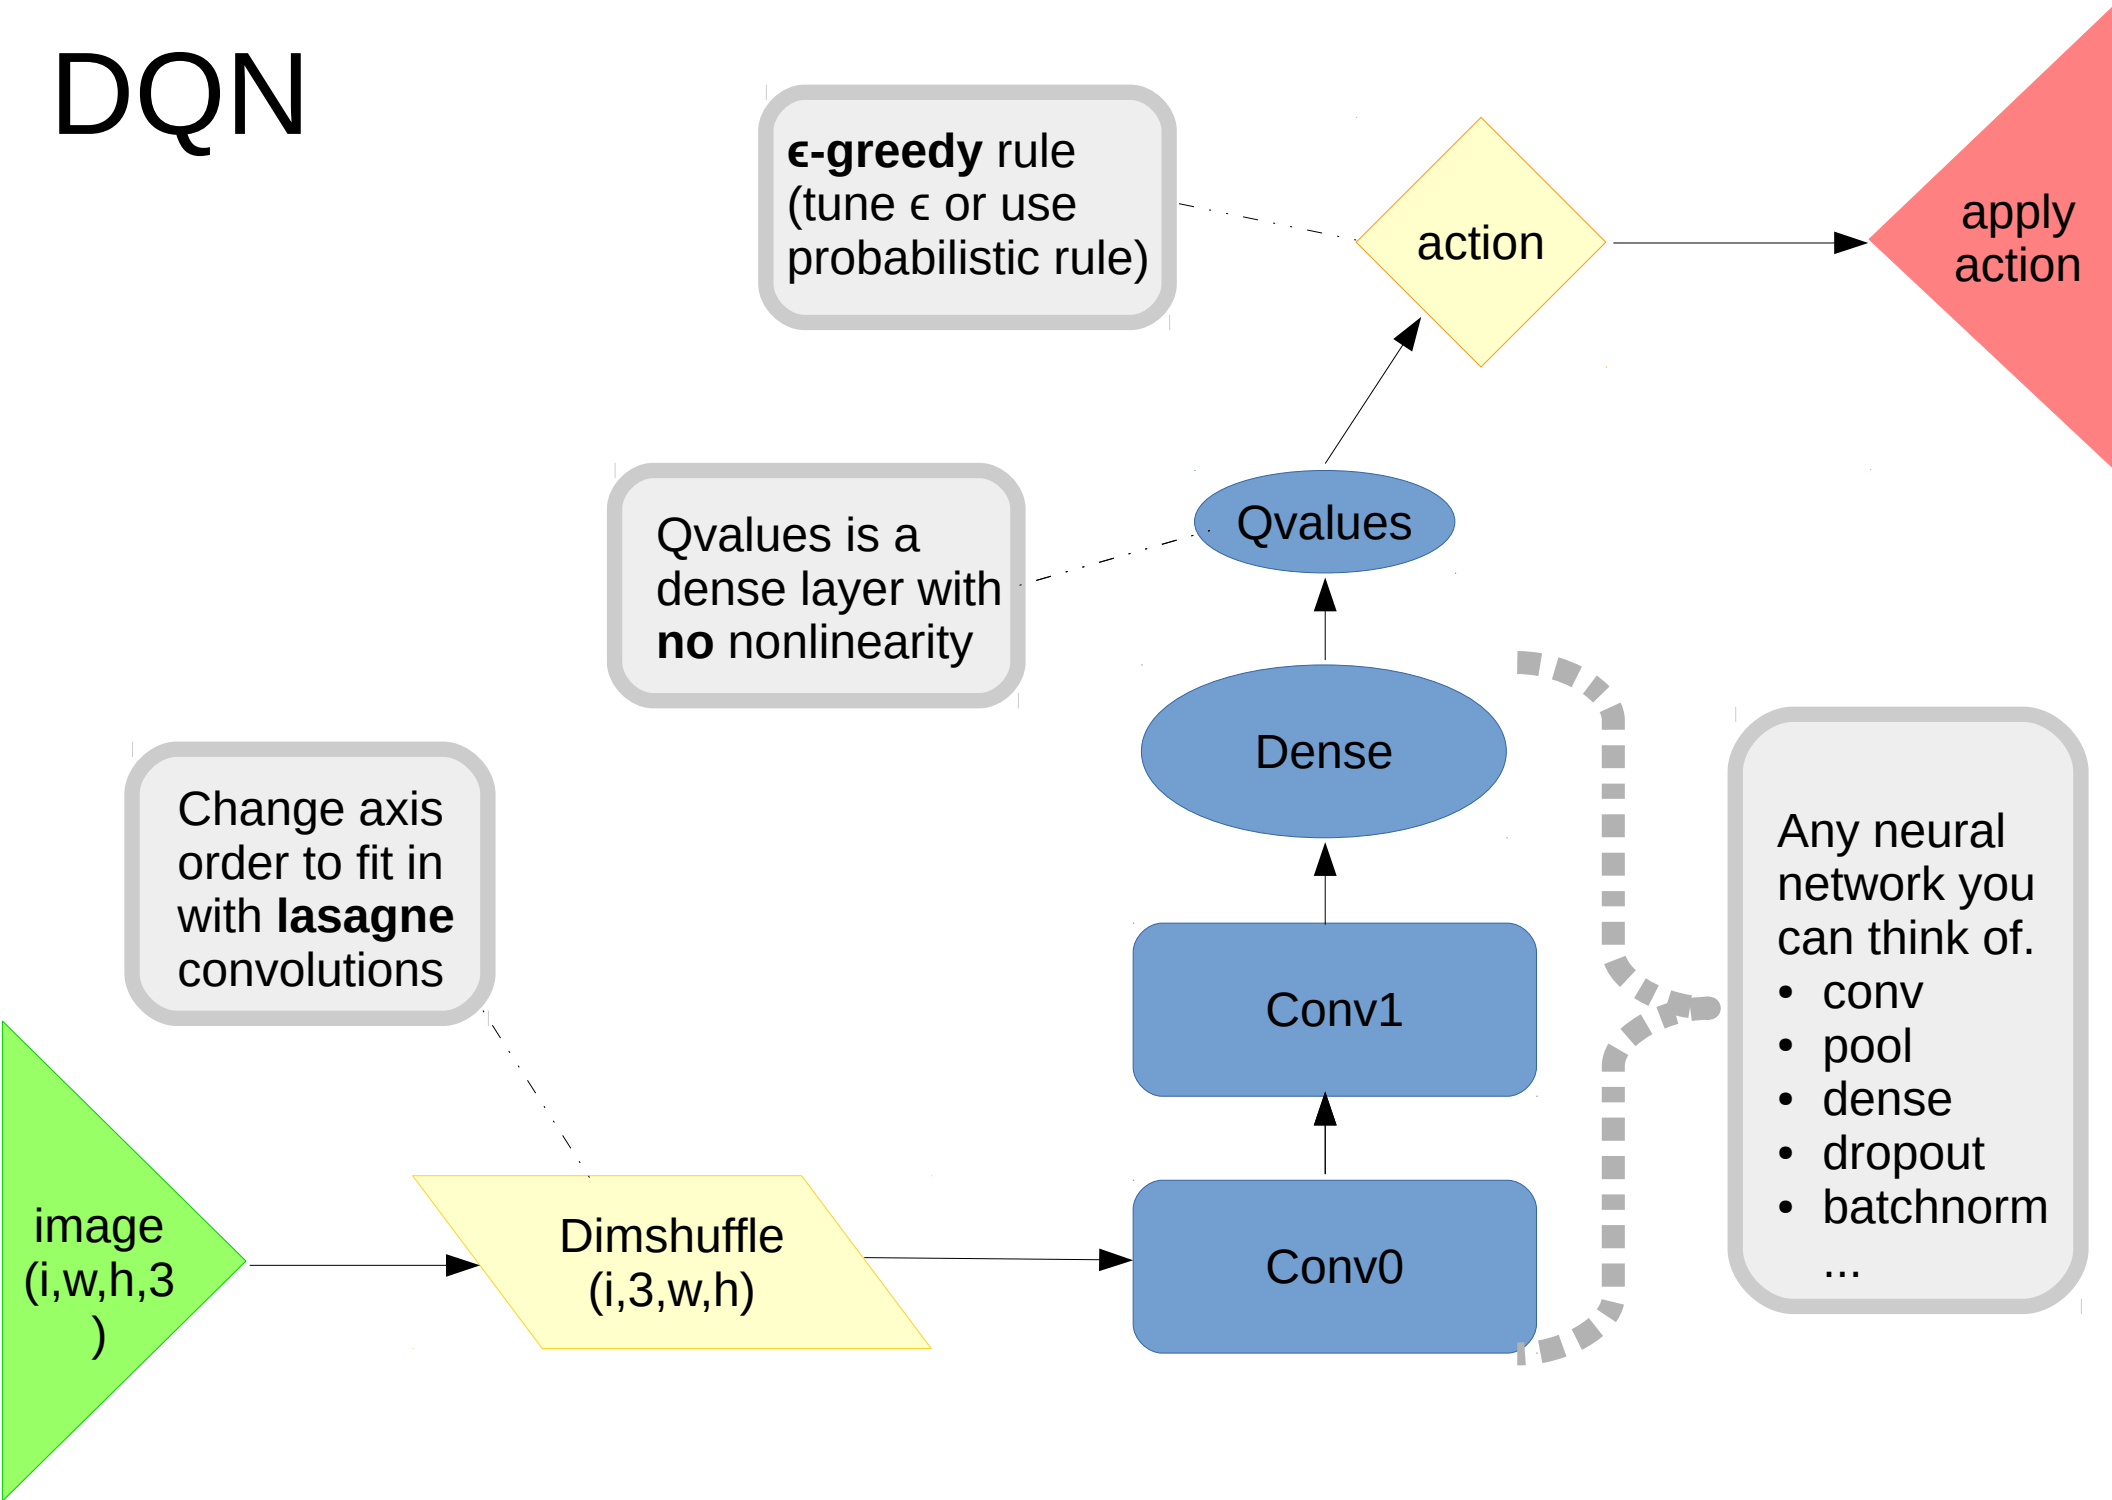 DQN
ϵ-greedy rule
(tune ϵ or use
probabilistic rule)
action
apply
action
Qvalues is a
dense layer with
no nonlinearity
Qvalues
Dense
Change axis
order to fit in
with lasagne
convolutions
Conv1
Any neural
network you
can think of.
• conv
• pool
• dense
• dropout
• batchnorm
...
image
(i,w,h,3
)
Dimshuffle
(i,3,w,h)
Conv0